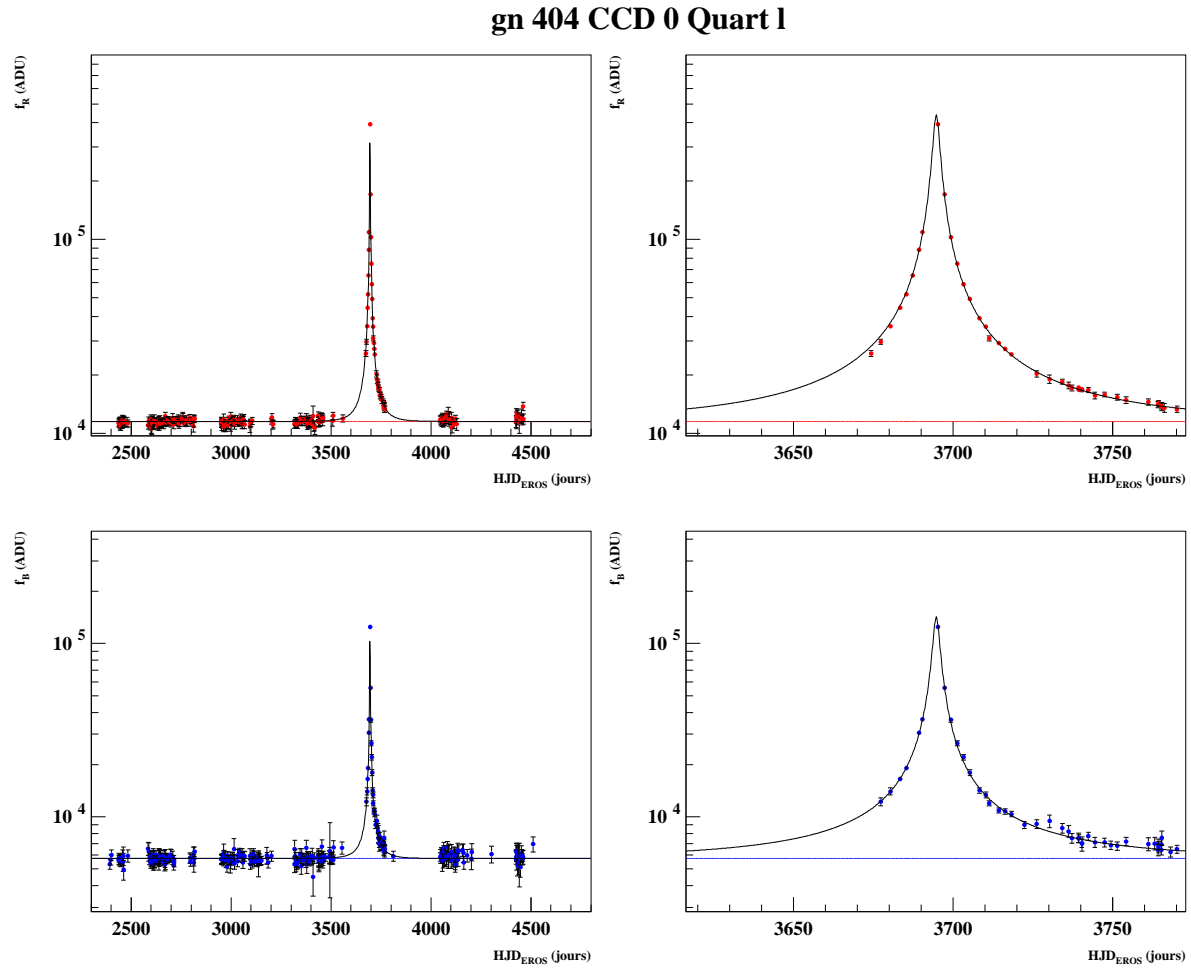 gn 404 CCD 0 Quart l
f_R (ADU)
10^5
10^4
2500 3000 3500 4000 4500
HJD_EROS (jours)
f_R (ADU)
10^5
10^4
3650 3700 3750
HJD_EROS (jours)
f_B (ADU)
10^5
10^4
2500 3000 3500 4000 4500
HJD_EROS (jours)
f_B (ADU)
10^5
10^4
3650 3700 3750
HJD_EROS (jours)